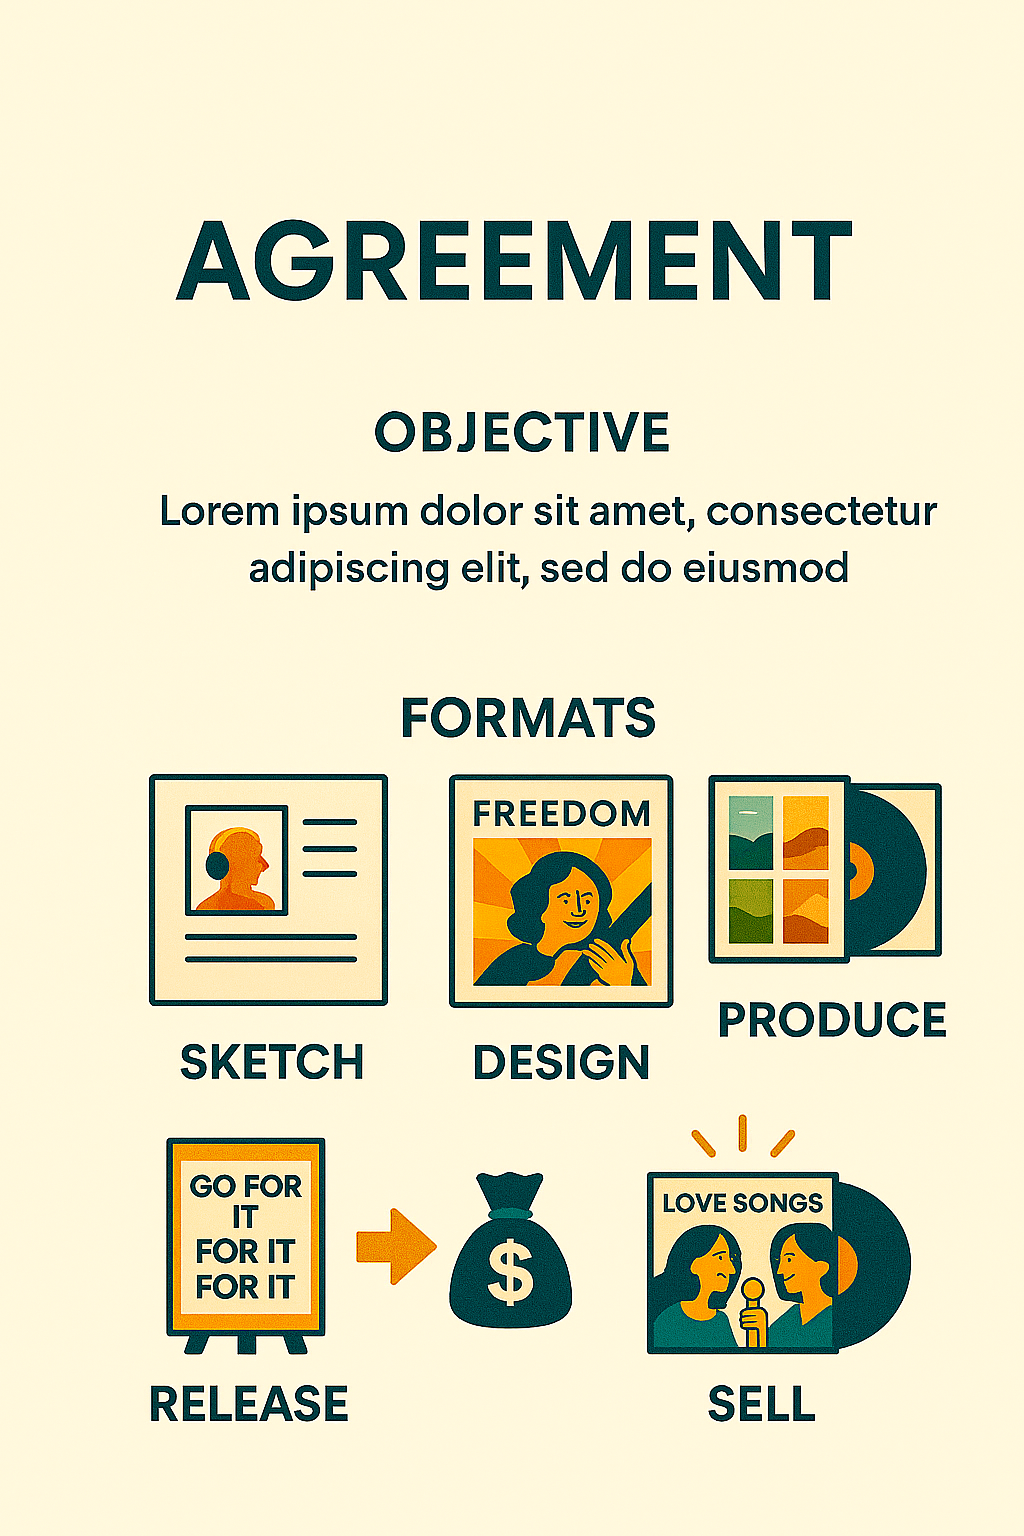 AGREEMENT
OBJECTIVE
Lorem ipsum dolor sit amet, consectetur
adipiscing elit, sed do eiusmod
FORMATS
FREEDOM
SKETCH
DESIGN
PRODUCE
GO FOR
IT
FOR IT
FOR IT
$
LOVE SONGS
RELEASE
SELL